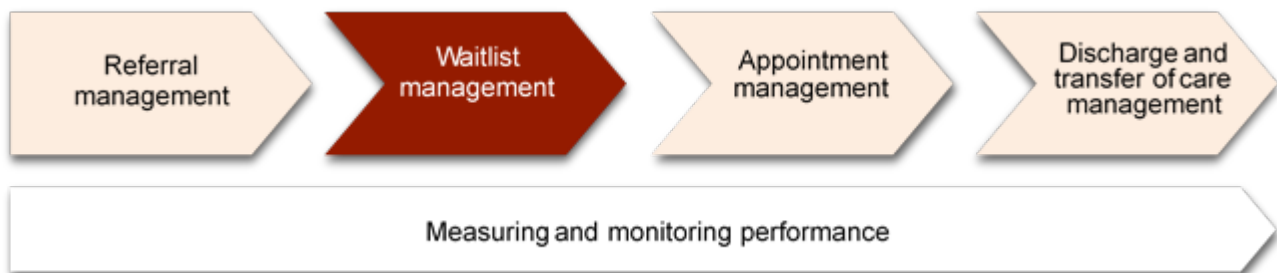 Referral
management
Waitlist
management
Appointment
management
Discharge and
transfer of care
management
Measuring and monitoring performance